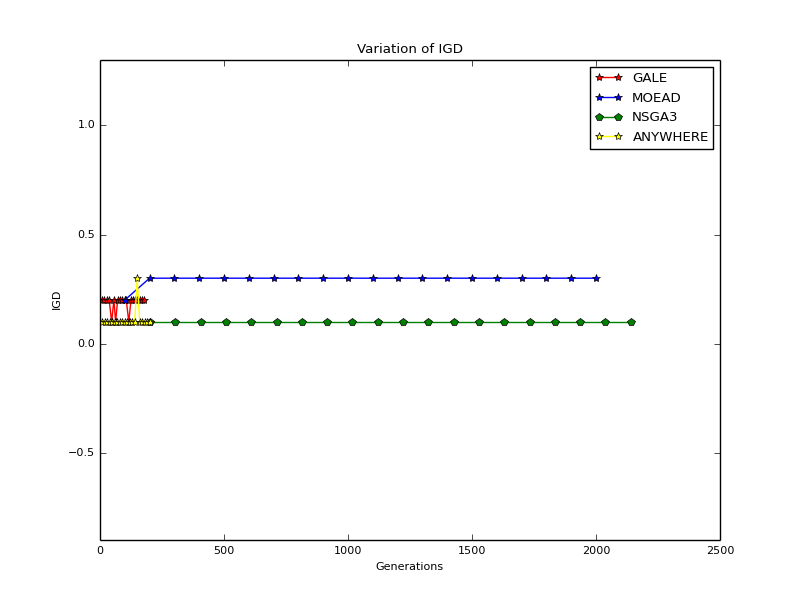 Variation of IGD
GALE
MOEAD
NSGA3
ANYWHERE
1.0
0.5
0.0
−0.5
IGD
0 500 1000 1500 2000 2500
Generations